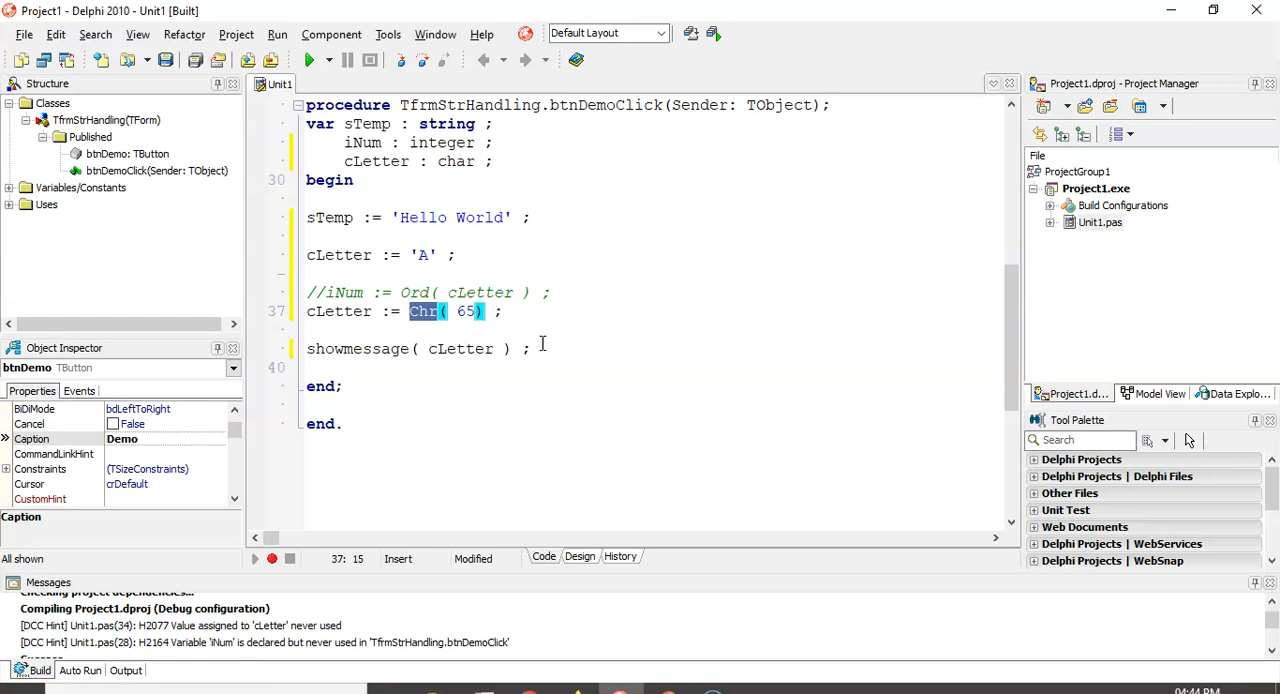 Project1 - Delphi 2010 - Unit1 [Built]
File Edit Search View Refactor Project Run Component Tools Window Help Default Layout
Structure
Classes
TfrmStrHandling(TForm)
Published
btnDemo: TButton
btnDemoClick(Sender: TObject)
Variables/Constants
Uses
Object Inspector
btnDemo TButton
Properties Events
BiDiMode bdLeftToRight
Cancel False
Caption Demo
CommandLinkHint
Constraints (TSizeConstraints)
Cursor crDefault
CustomHint
Caption
All shown
Unit1
procedure TfrmStrHandling.btnDemoClick(Sender: TObject);
var sTemp : string ;
iNum : integer ;
cLetter : char ;
30 begin
sTemp := 'Hello World' ;
cLetter := 'A' ;
//iNum := Ord( cLetter ) ;
37 cLetter := Chr( 65) ;
showmessage( cLetter ) ;
40
end;
end.
37: 15 Insert Modified Code Design History
Project1.dproj - Project Manager
File
ProjectGroup1
Project1.exe
Build Configurations
Unit1.pas
Project1.d... Model View Data Explo...
Tool Palette
Search
Delphi Projects
Delphi Projects | Delphi Files
Other Files
Unit Test
Web Documents
Delphi Projects | WebServices
Delphi Projects | WebSnap
Messages
Checking project dependencies...
Compiling Project1.dproj (Debug configuration)
[DCC Hint] Unit1.pas(34): H2077 Value assigned to 'cLetter' never used
[DCC Hint] Unit1.pas(28): H2164 Variable 'iNum' is declared but never used in 'TfrmStrHandling.btnDemoClick'
Build Auto Run Output
04:44 PM